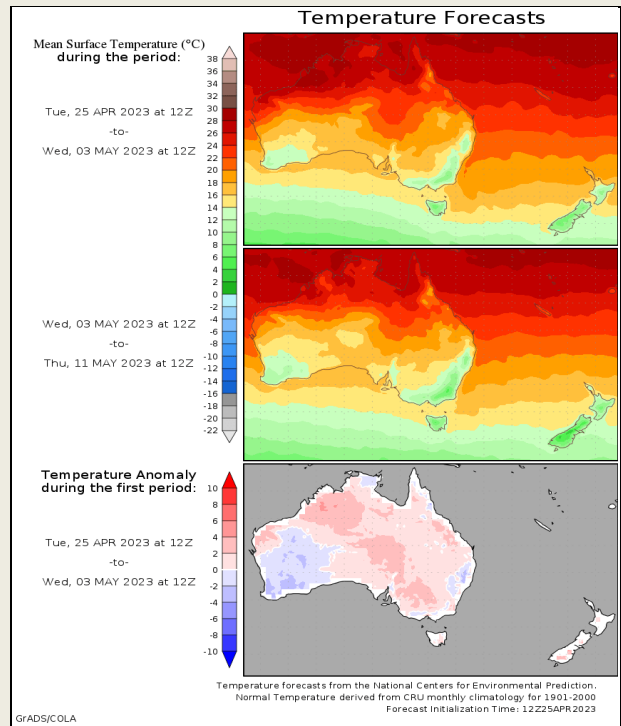 Temperature Forecasts
Mean Surface Temperature (°C)
during the period:
38
36
34
32
30
28
26
24
22
20
18
16
14
12
10
8
6
4
2
0
-2
-4
-6
-8
-10
-12
-14
-16
-18
-20
-22
Tue, 25 APR 2023 at 12Z
-to-
Wed, 03 MAY 2023 at 12Z
Wed, 03 MAY 2023 at 12Z
-to-
Thu, 11 MAY 2023 at 12Z
Temperature Anomaly
during the first period:
10
8
6
4
2
0
-2
-4
-6
-8
-10
Tue, 25 APR 2023 at 12Z
-to-
Wed, 03 MAY 2023 at 12Z
Temperature forecasts from the National Centers for Environmental Prediction.
Normal Temperature derived from CRU monthly climatology for 1901-2000
Forecast Initialization Time: 12Z25APR2023
GrADS/COLA